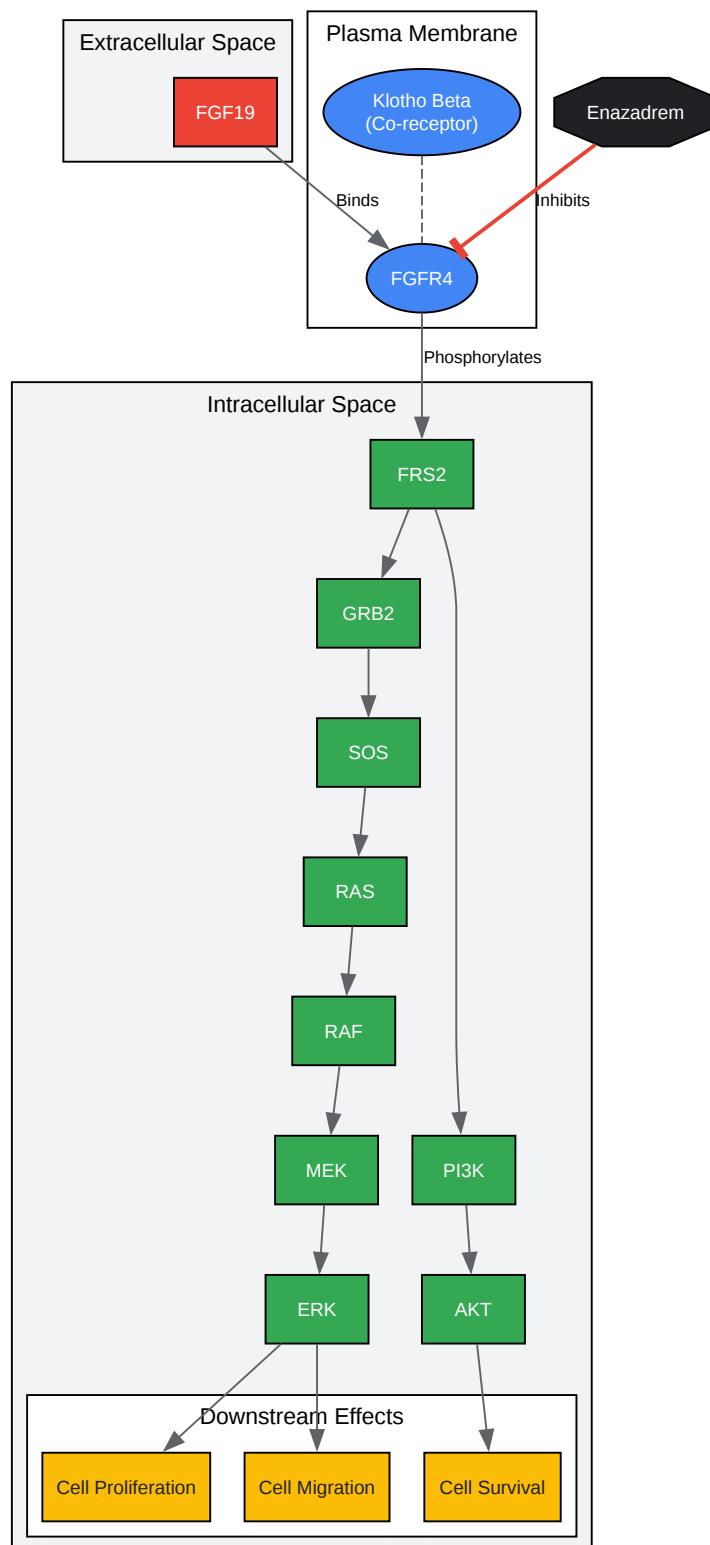 Extracellular Space
Plasma Membrane
FGF19
Klotho Beta
(Co-receptor)
Enazadrem
Binds
Inhibits
FGFR4
Phosphorylates
Intracellular Space
FRS2
GRB2
SOS
RAS
RAF
MEK
PI3K
ERK
AKT
Downstream Effects
Cell Proliferation
Cell Migration
Cell Survival